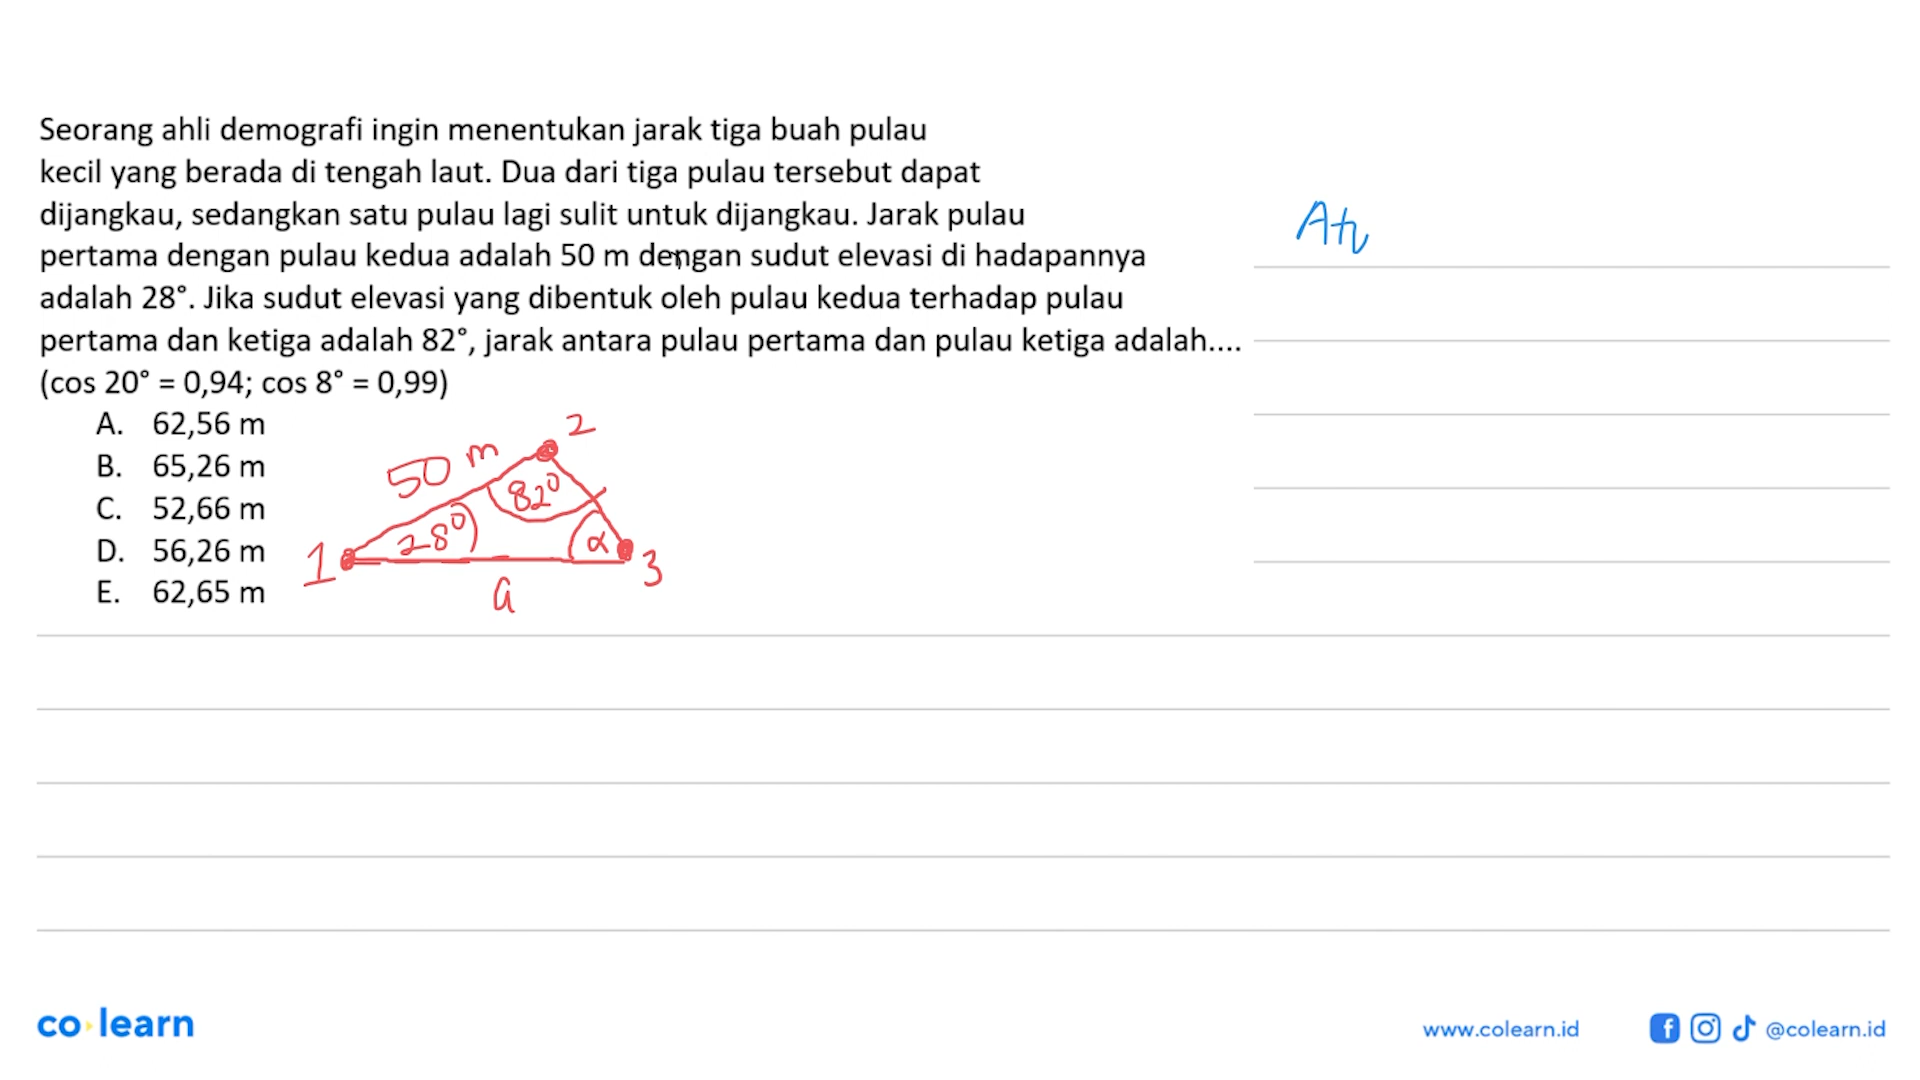 Seorang ahli demografi ingin menentukan jarak tiga buah pulau
kecil yang berada di tengah laut. Dua dari tiga pulau tersebut dapat
dijangkau, sedangkan satu pulau lagi sulit untuk dijangkau. Jarak pulau
pertama dengan pulau kedua adalah 50 m dengan sudut elevasi di hadapannya
adalah 28°. Jika sudut elevasi yang dibentuk oleh pulau kedua terhadap pulau
pertama dan ketiga adalah 82°, jarak antara pulau pertama dan pulau ketiga adalah....
(cos 20° = 0,94; cos 8° = 0,99)
A. 62,56 m
B. 65,26 m
C. 52,66 m
D. 56,26 m
E. 62,65 m
50 m
2
82°
28°
α
1
3
a
co learn
www.colearn.id
@colearn.id